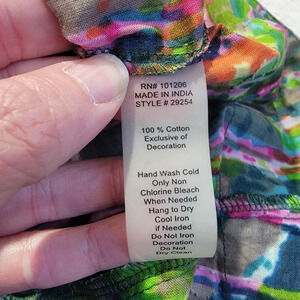 RN# 101206
MADE IN INDIA
STYLE # 29254
100 % Cotton
Exclusive of
Decoration
Hand Wash Cold
Only Non
Chlorine Bleach
When Needed
Hang to Dry
Cool Iron
if Needed
Do Not Iron
Decoration
Do Not
Dry Clean